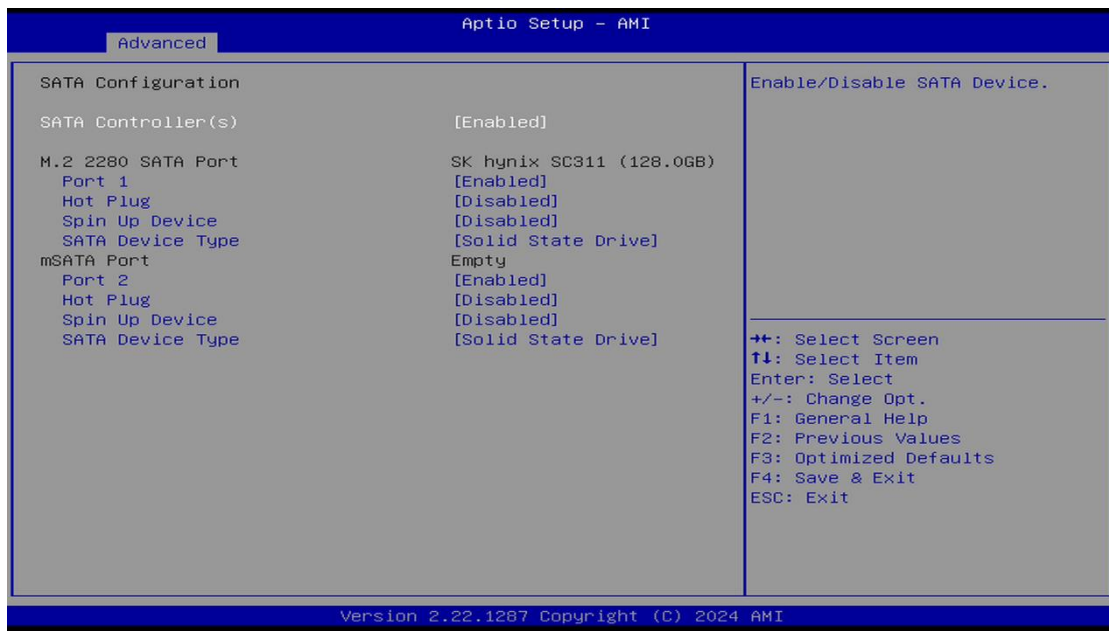 Aptio Setup – AMI
Advanced
SATA Configuration
SATA Controller(s) [Enabled]
M.2 2280 SATA Port SK hynix SC311 (128.0GB)
Port 1 [Enabled]
Hot Plug [Disabled]
Spin Up Device [Disabled]
SATA Device Type [Solid State Drive]
mSATA Port Empty
Port 2 [Enabled]
Hot Plug [Disabled]
Spin Up Device [Disabled]
SATA Device Type [Solid State Drive]
Enable/Disable SATA Device.
→←: Select Screen
↑↓: Select Item
Enter: Select
+/-: Change Opt.
F1: General Help
F2: Previous Values
F3: Optimized Defaults
F4: Save & Exit
ESC: Exit
Version 2.22.1287 Copyright (C) 2024 AMI